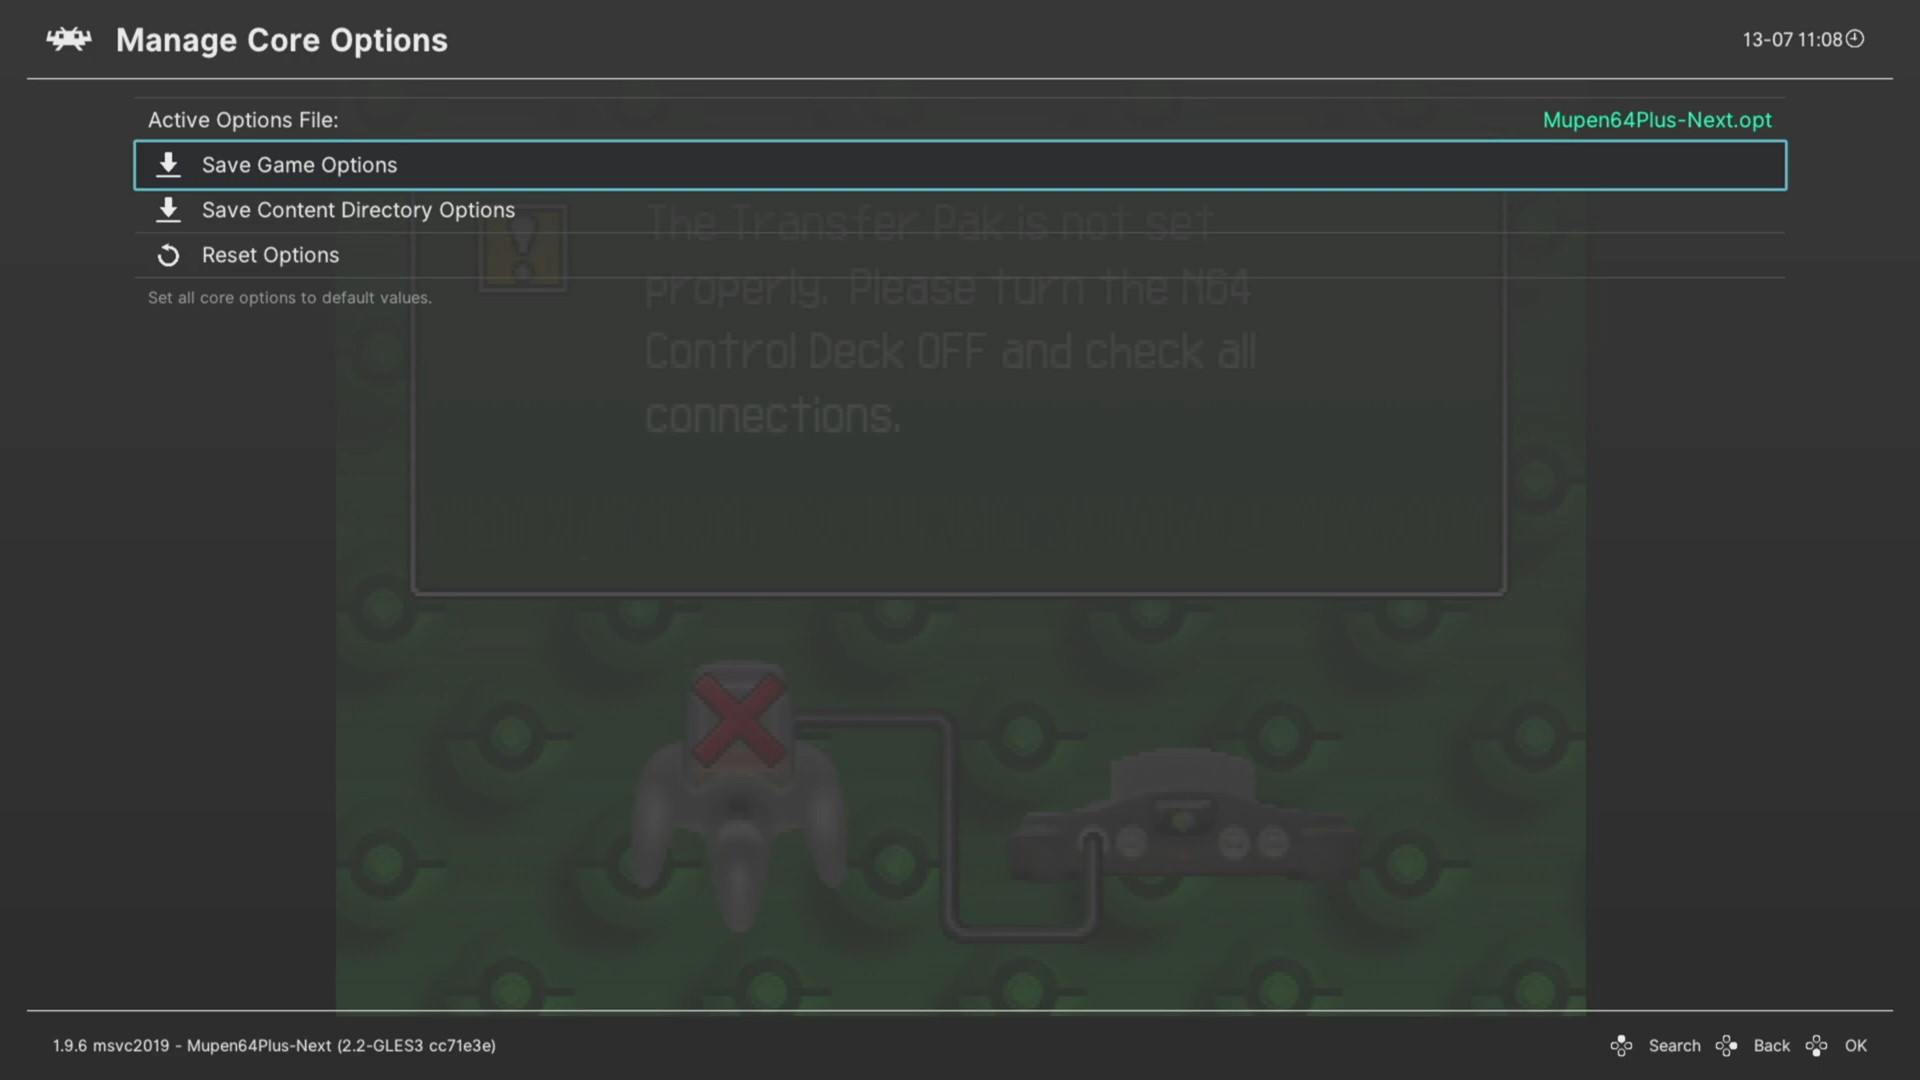 Manage Core Options
13-07 11:08
Active Options File:
Mupen64Plus-Next.opt
Save Game Options
Save Content Directory Options
Reset Options
Set all core options to default values.
The Transfer Pak is not set
properly. Please turn the N64
Control Deck OFF and check all
connections.
1.9.6 msvc2019 - Mupen64Plus-Next (2.2-GLES3 cc71e3e)
Search
Back
OK